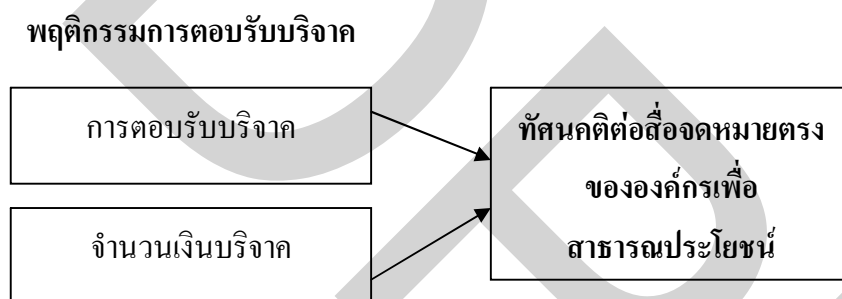 พฤติกรรมการตอบรับบริจาค
การตอบรับบริจาค
จำนวนเงินบริจาค
ทัศนคติต่อสื่อจดหมายตรง
ขององค์กรเพื่อ
สาธารณประโยชน์